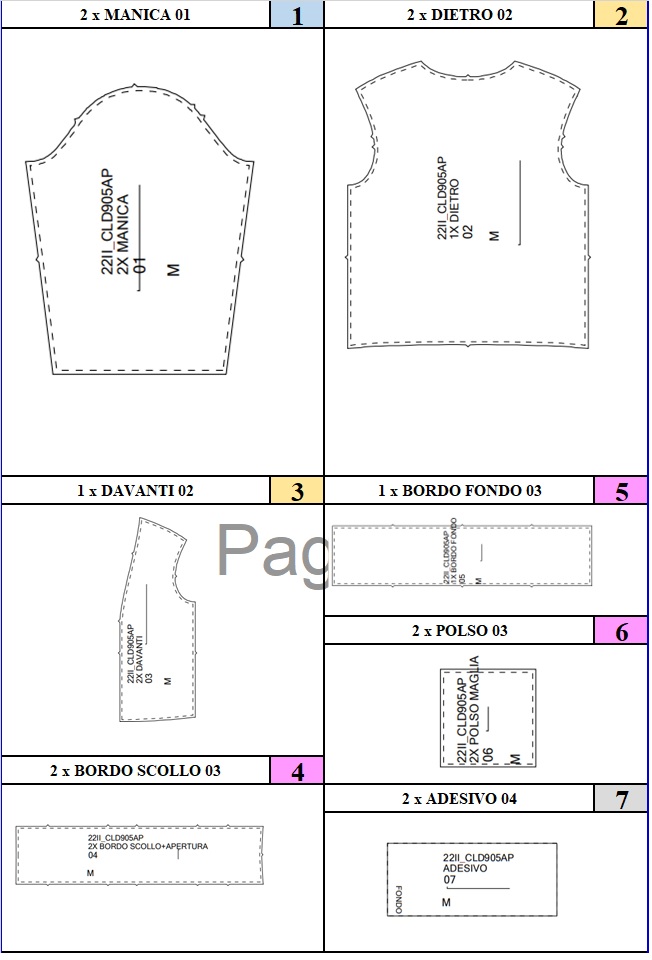 2 x MANICA 01
1
22II_CLD905AP
2X MANICA
01
M
2 x DIETRO 02
2
22II_CLD905AP
1X DIETRO
02
M
1 x DAVANTI 02
3
22II_CLD905AP
2X DAVANTI
03
M
Pag
1 x BORDO FONDO 03
5
22II_CLD905AP
1X BORDO FONDO
05
M
2 x POLSO 03
6
22II_CLD905AP
2X POLSO MAGLIA
06
M
2 x BORDO SCOLLO 03
4
22II_CLD905AP
2X BORDO SCOLLO+APERTURA
04
M
2 x ADESIVO 04
7
22II_CLD905AP
ADESIVO
07
M
FONDO